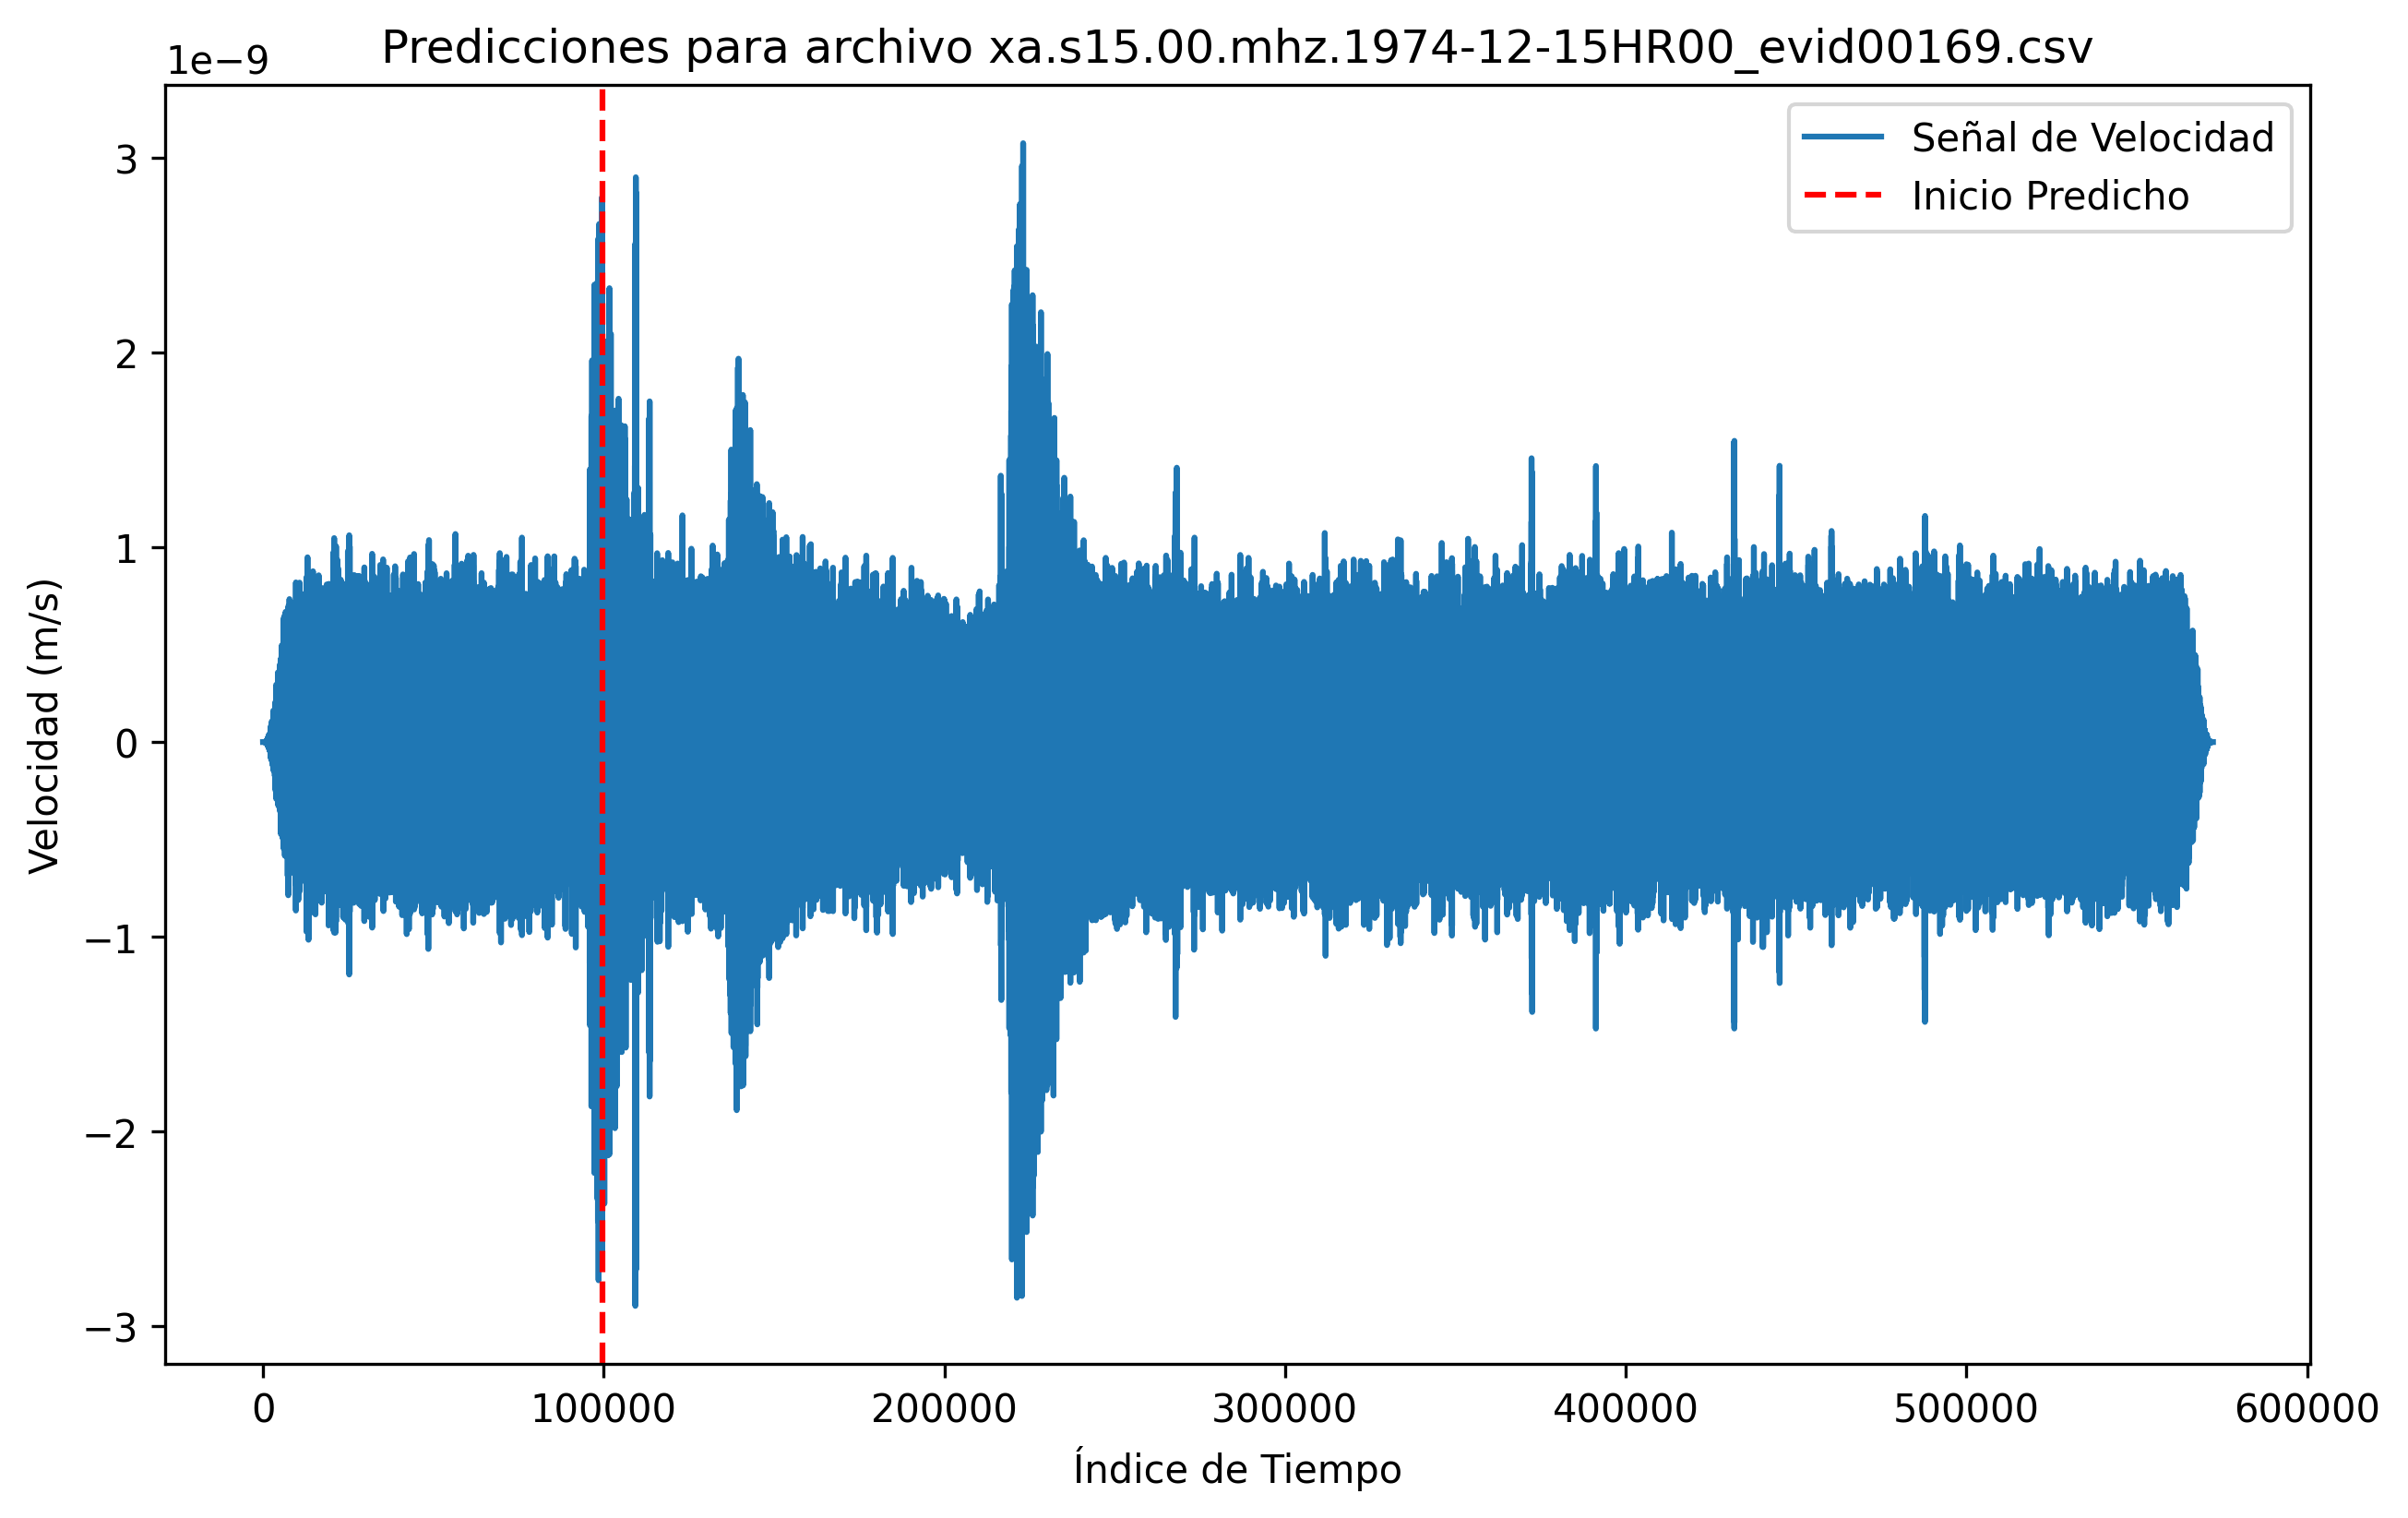 Predicciones para archivo xa.s15.00.mhz.1974-12-15HR00_evid00169.csv
1e−9
Señal de Velocidad
Inicio Predicho
3
2
1
0
−1
−2
−3
Velocidad (m/s)
0 100000 200000 300000 400000 500000 600000
Índice de Tiempo